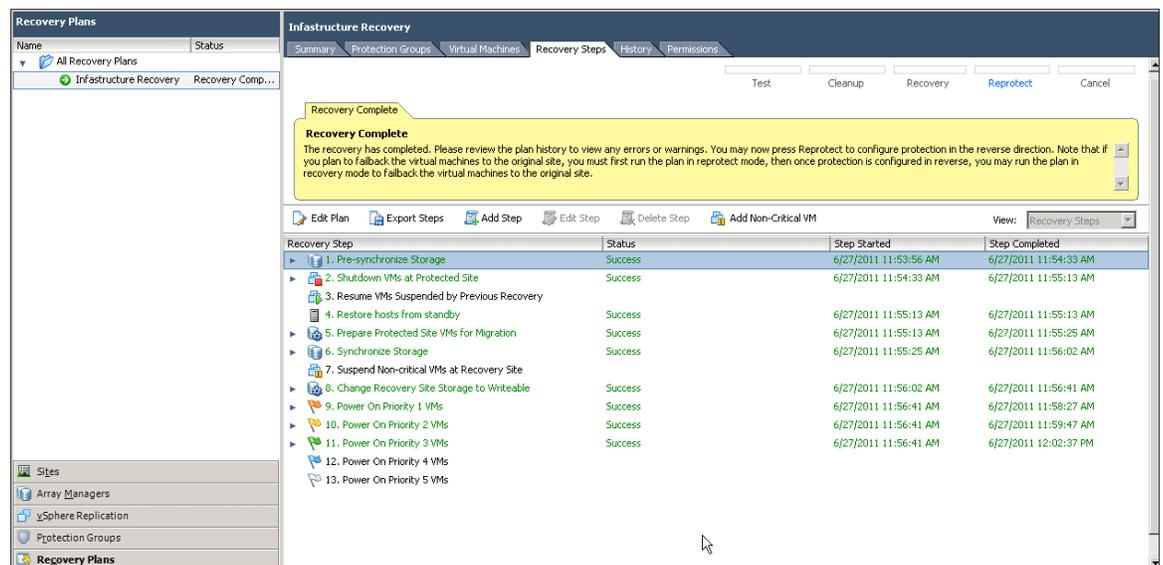 Recovery Plans
Name Status
All Recovery Plans
Infastructure Recovery Recovery Comp...
Sites
Array Managers
vSphere Replication
Protection Groups
Recovery Plans
Infastructure Recovery
Summary Protection Groups Virtual Machines Recovery Steps History Permissions
Test Cleanup Recovery Reprotect Cancel
Recovery Complete
Recovery Complete
The recovery has completed. Please review the plan history to view any errors or warnings. You may now press Reprotect to configure protection in the reverse direction. Note that if
you plan to failback the virtual machines to the original site, you must first run the plan in reprotect mode, then once protection is configured in reverse, you may run the plan in
recovery mode to failback the virtual machines to the original site.
Edit Plan Export Steps Add Step Edit Step Delete Step Add Non-Critical VM View: Recovery Steps
Recovery Step Status Step Started Step Completed
1. Pre-synchronize Storage Success 6/27/2011 11:53:56 AM 6/27/2011 11:54:33 AM
2. Shutdown VMs at Protected Site Success 6/27/2011 11:54:33 AM 6/27/2011 11:55:13 AM
3. Resume VMs Suspended by Previous Recovery
4. Restore hosts from standby Success 6/27/2011 11:55:13 AM 6/27/2011 11:55:13 AM
5. Prepare Protected Site VMs for Migration Success 6/27/2011 11:55:13 AM 6/27/2011 11:55:25 AM
6. Synchronize Storage Success 6/27/2011 11:55:25 AM 6/27/2011 11:56:02 AM
7. Suspend Non-critical VMs at Recovery Site
8. Change Recovery Site Storage to Writeable Success 6/27/2011 11:56:02 AM 6/27/2011 11:56:41 AM
9. Power On Priority 1 VMs Success 6/27/2011 11:56:41 AM 6/27/2011 11:58:27 AM
10. Power On Priority 2 VMs Success 6/27/2011 11:56:41 AM 6/27/2011 11:59:47 AM
11. Power On Priority 3 VMs Success 6/27/2011 11:56:41 AM 6/27/2011 12:02:37 PM
12. Power On Priority 4 VMs
13. Power On Priority 5 VMs